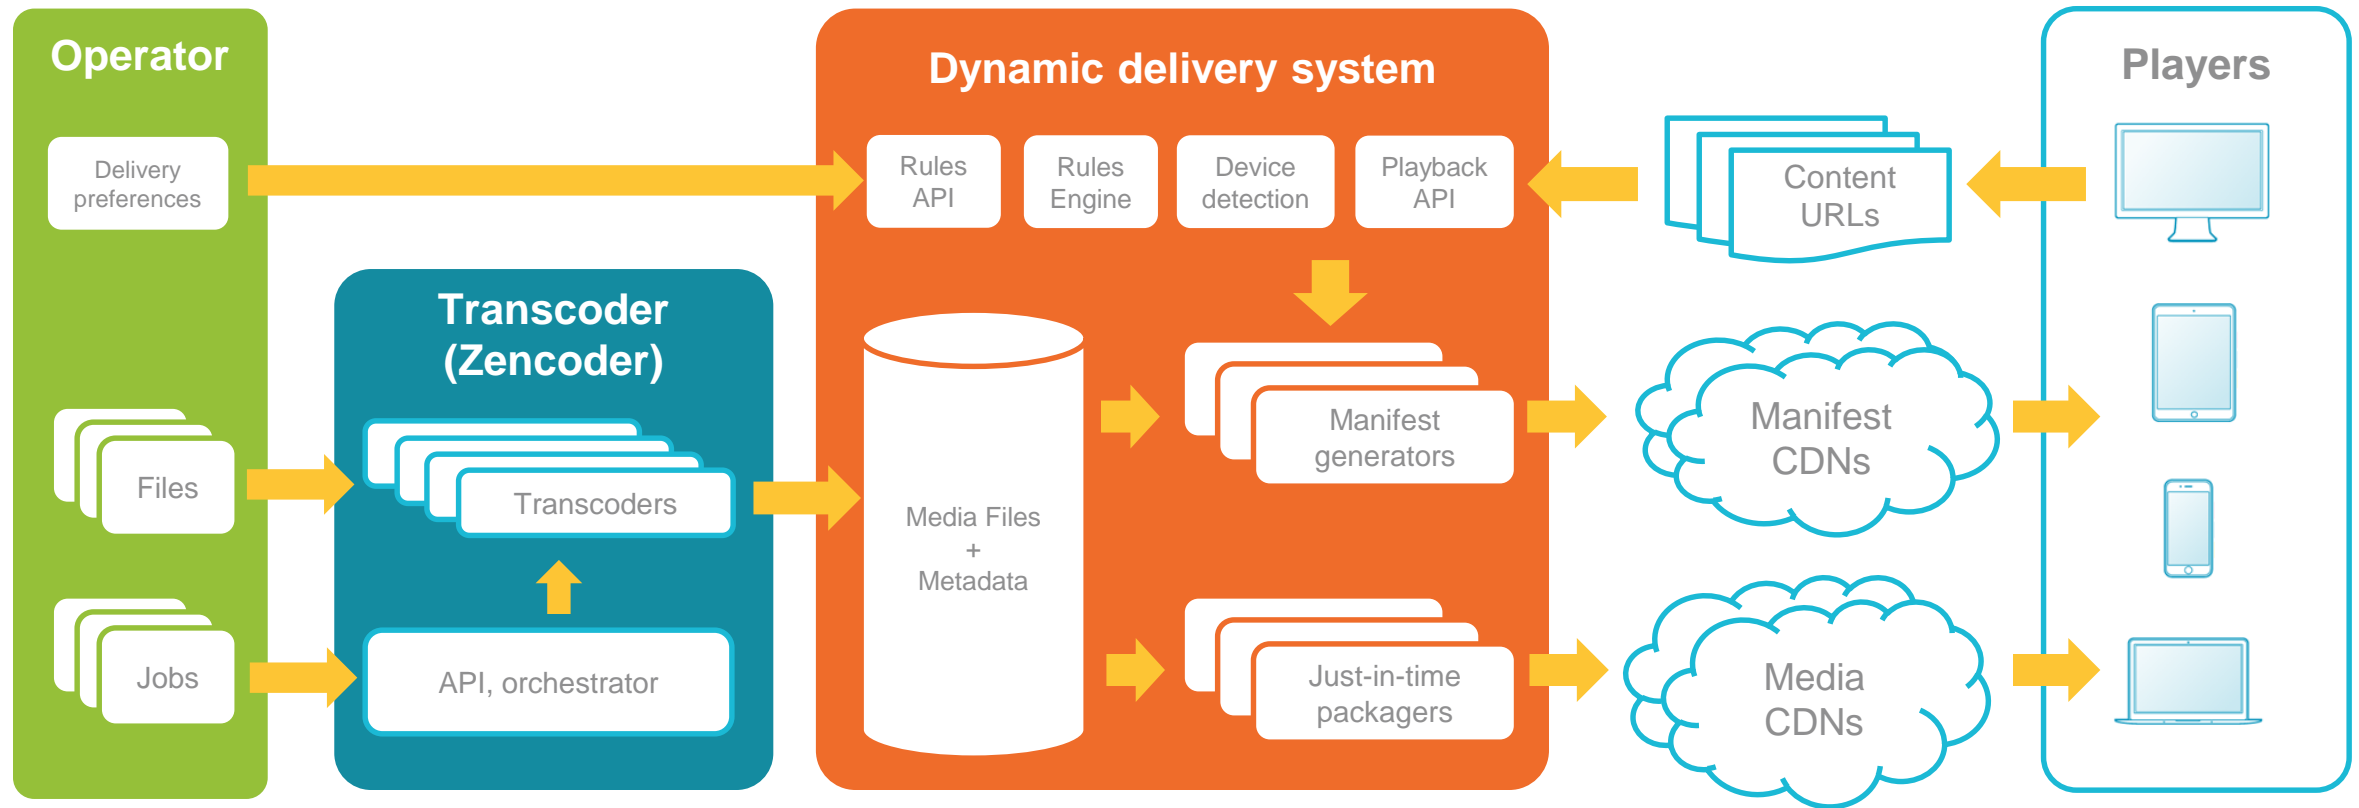 Operator
Delivery
preferences
Files
Jobs
Transcoder
(Zencoder)
Transcoders
API, orchestrator
Dynamic delivery system
Rules
API
Rules
Engine
Device
detection
Playback
API
Media Files
+
Metadata
Manifest
generators
Just-in-time
packagers
Content
URLs
Manifest
CDNs
Media
CDNs
Players